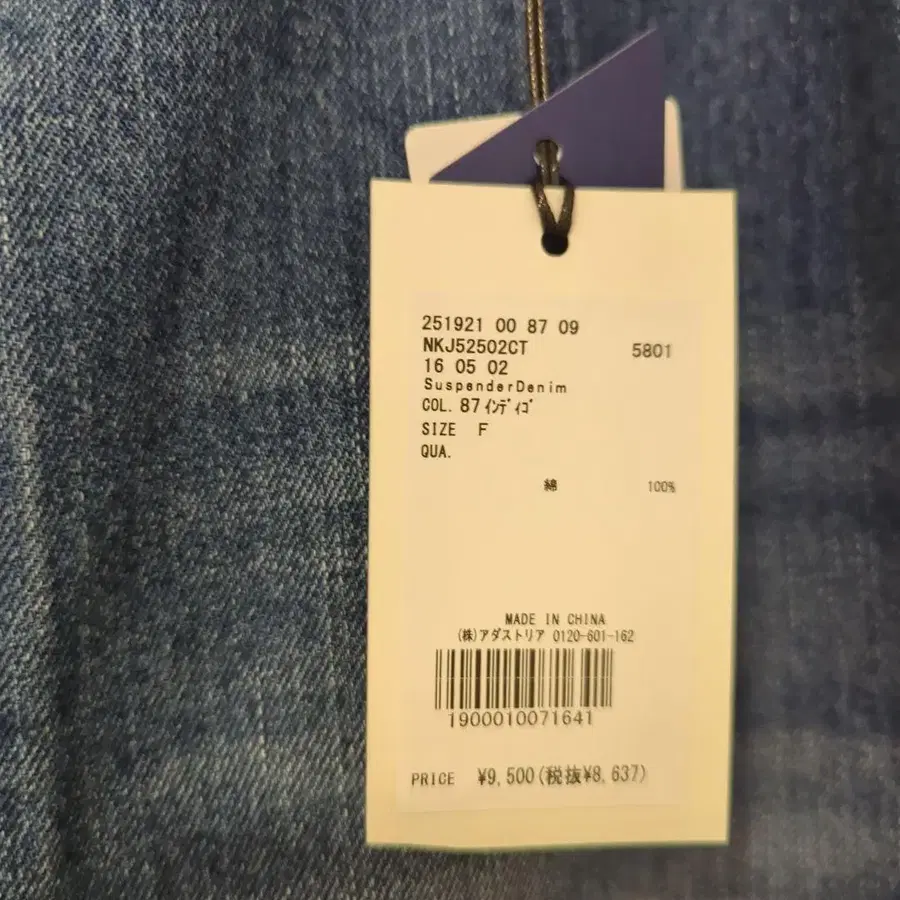 251921 00 87 09
NKJ52502CT 5801
16 05 02
SuspenderDenim
COL. 87 ｲﾝﾃﾞｨｺﾞ
SIZE F
QUA.
綿 100%
MADE IN CHINA
(株)アダストリア 0120-601-162
1900010071641
PRICE ¥9,500(税抜¥8,637)